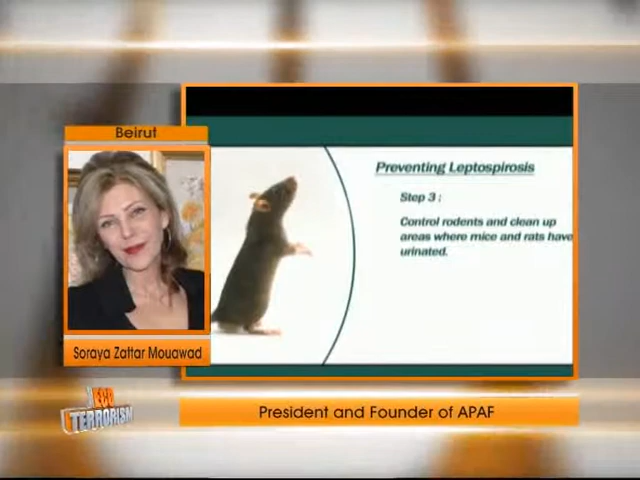 Beirut
Soraya Zattar Mouawad
Preventing Leptospirosis
Step 3 :
Control rodents and clean up
areas where mice and rats have
urinated.
ECO
TERRORISM
President and Founder of APAF